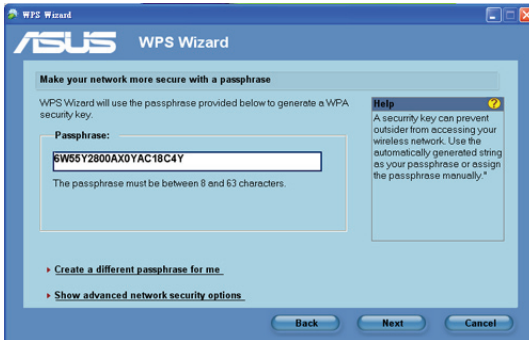 WPS Wizard
ASUS WPS Wizard
Make your network more secure with a passphrase
WPS Wizard will use the passphrase provided below to generate a WPA
security key.
Passphrase:
6W55Y2800AX0YAC18C4Y
The passphrase must be between 8 and 63 characters.
Help
A securrity key can prevent
outsider from accessing your
wireless network. Use the
automatically generated string
as your passphrase or assign
the passphrase manually."
Create a different passphrase for me
Show advanced network security options
Back Next Cancel